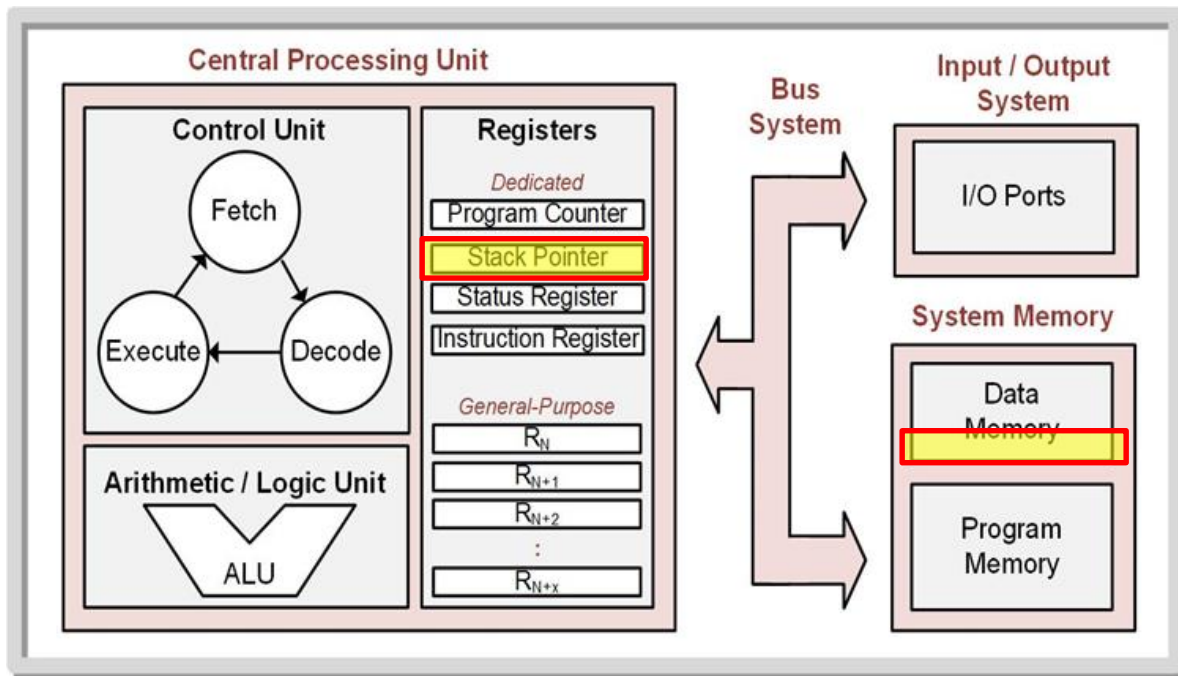 Central Processing Unit
Control Unit
Fetch
Execute
Decode
Arithmetic / Logic Unit
ALU
Registers
Dedicated
Program Counter
Stack Pointer
Status Register
Instruction Register
General-Purpose
RN
RN+1
RN+2
:
RN+x
Bus
System
Input / Output
System
I/O Ports
System Memory
Data
Memory
Program
Memory